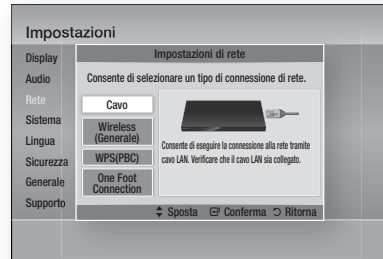 Impostazioni
Display
Audio
Rete
Sistema
Lingua
Sicurezza
Generale
Supporto
Impostazioni di rete
Consente di selezionare un tipo di connessione di rete.
Cavo
Wireless
(Generale)
WPS(PBC)
One Foot
Connection
Consente di eseguire la connessione alla rete tramite
cavo LAN. Verificare che il cavo LAN sia collegato.
Sposta Conferma Ritorna